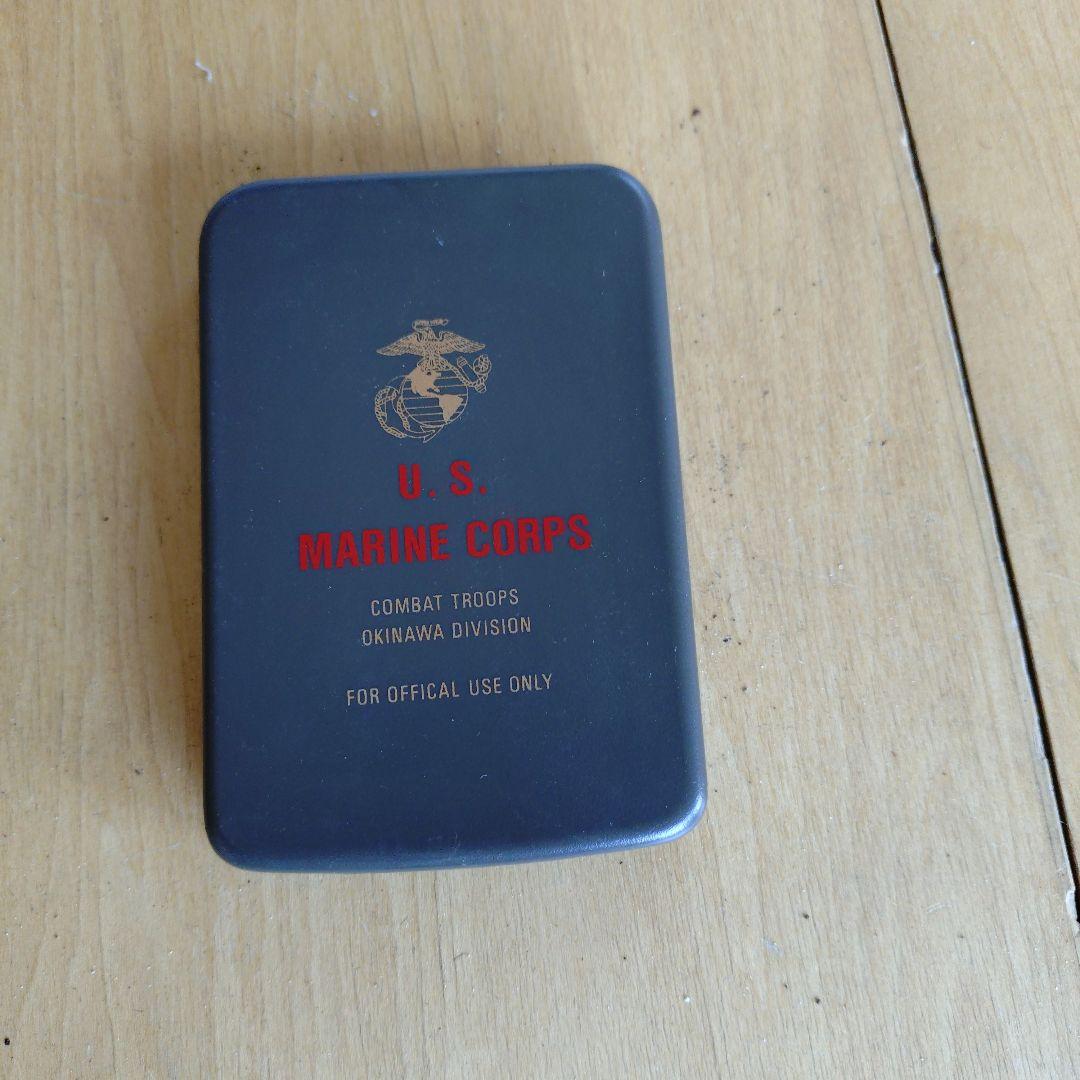 U. S.
MARINE CORPS
COMBAT TROOPS
OKINAWA DIVISION
FOR OFFICAL USE ONLY